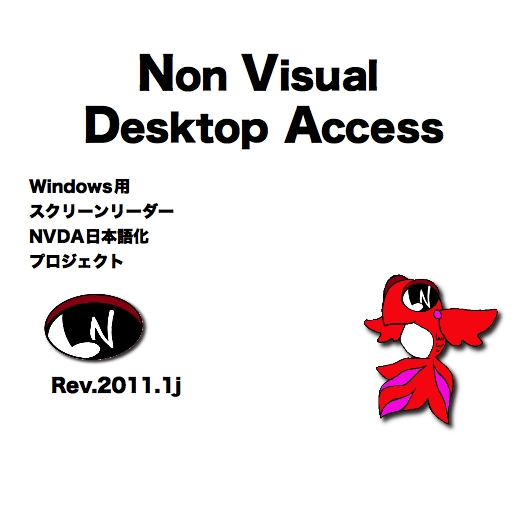 Non Visual
Desktop Access
Windows用
スクリーンリーダー
NVDA日本語化
プロジェクト
N
N
Rev.2011.1j